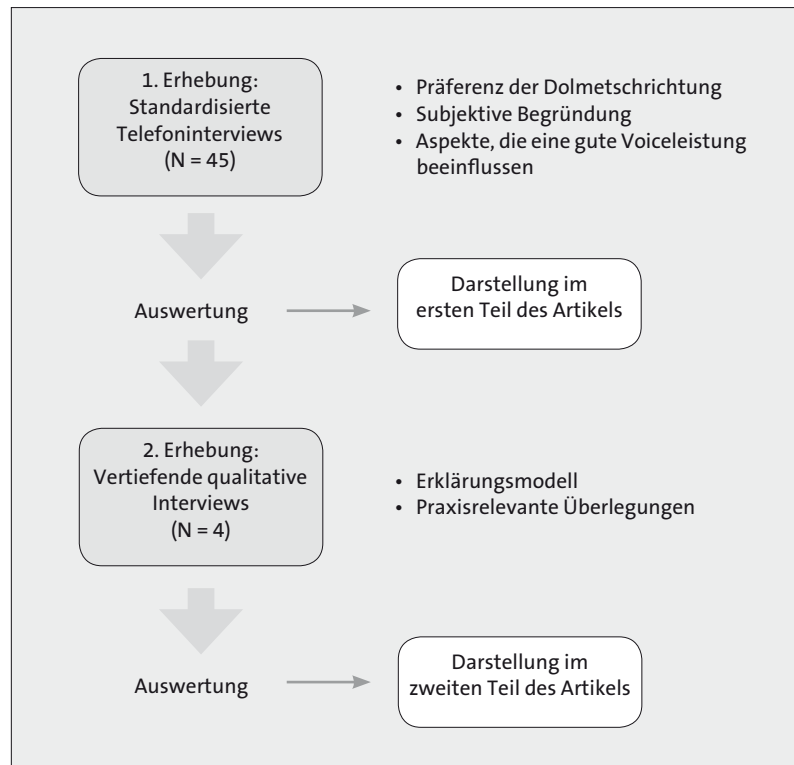 1. Erhebung:
Standardisierte
Telefoninterviews
(N = 45)
• Präferenz der Dolmetschrichtung
• Subjektive Begründung
• Aspekte, die eine gute Voiceleistung
beeinflussen
Auswertung
Darstellung im
ersten Teil des Artikels
2. Erhebung:
Vertiefende qualitative
Interviews
(N = 4)
• Erklärungsmodell
• Praxisrelevante Überlegungen
Auswertung
Darstellung im
zweiten Teil des Artikels